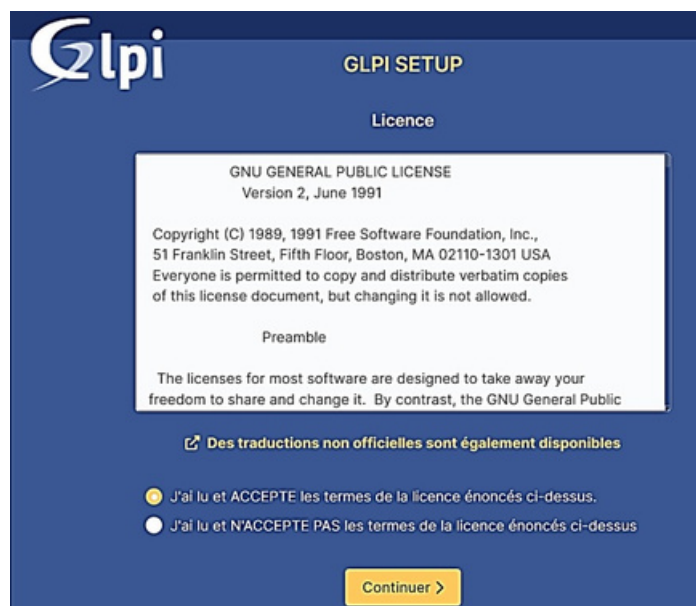 Glpi
GLPI SETUP
Licence
GNU GENERAL PUBLIC LICENSE
Version 2, June 1991
Copyright (C) 1989, 1991 Free Software Foundation, Inc.,
51 Franklin Street, Fifth Floor, Boston, MA 02110-1301 USA
Everyone is permitted to copy and distribute verbatim copies
of this license document, but changing it is not allowed.
Preamble
The licenses for most software are designed to take away your
freedom to share and change it.  By contrast, the GNU General Public
Des traductions non officielles sont également disponibles
J'ai lu et ACCEPTE les termes de la licence énoncés ci-dessus.
J'ai lu et N'ACCEPTE PAS les termes de la licence énoncés ci-dessus
Continuer >